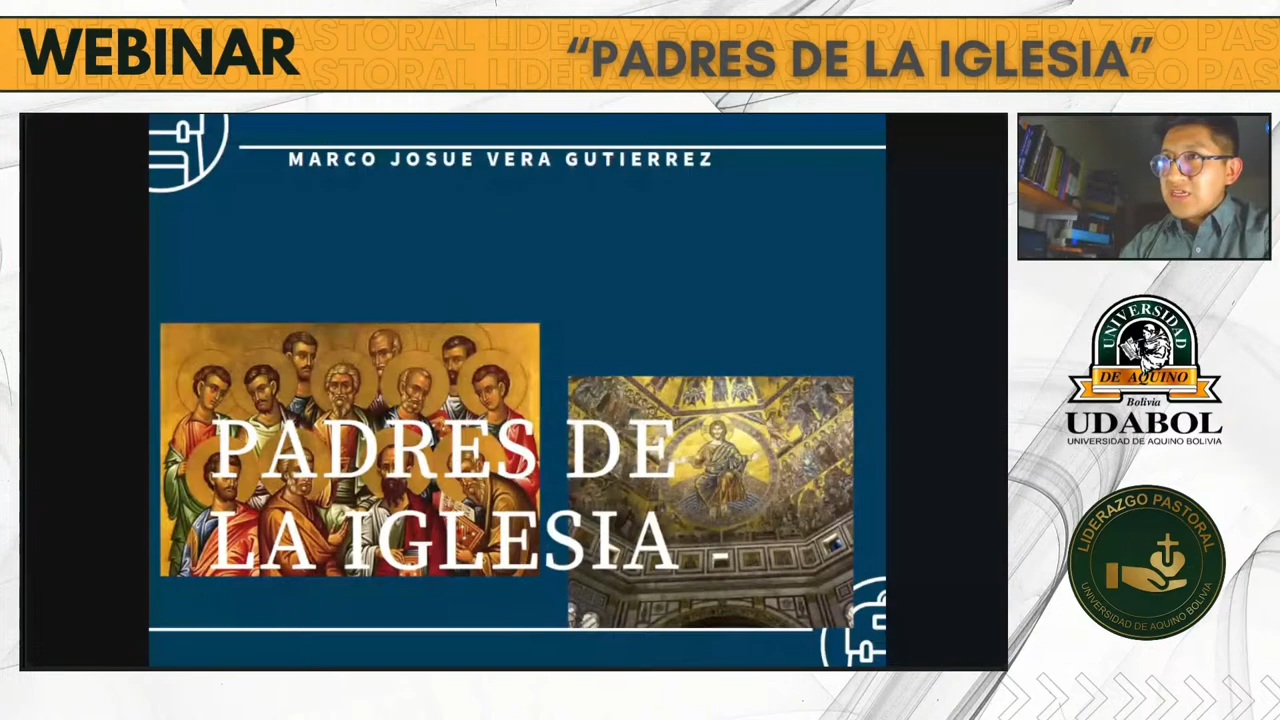 WEBINAR
“PADRES DE LA IGLESIA”
MARCO JOSUE VERA GUTIERREZ
PADRES DE
LA IGLESIA
UNIVERSIDAD
DE AQUINO
Bolivia
UDABOL
UNIVERSIDAD DE AQUINO BOLIVIA
LIDERAZGO PASTORAL
UNIVERSIDAD DE AQUINO BOLIVIA